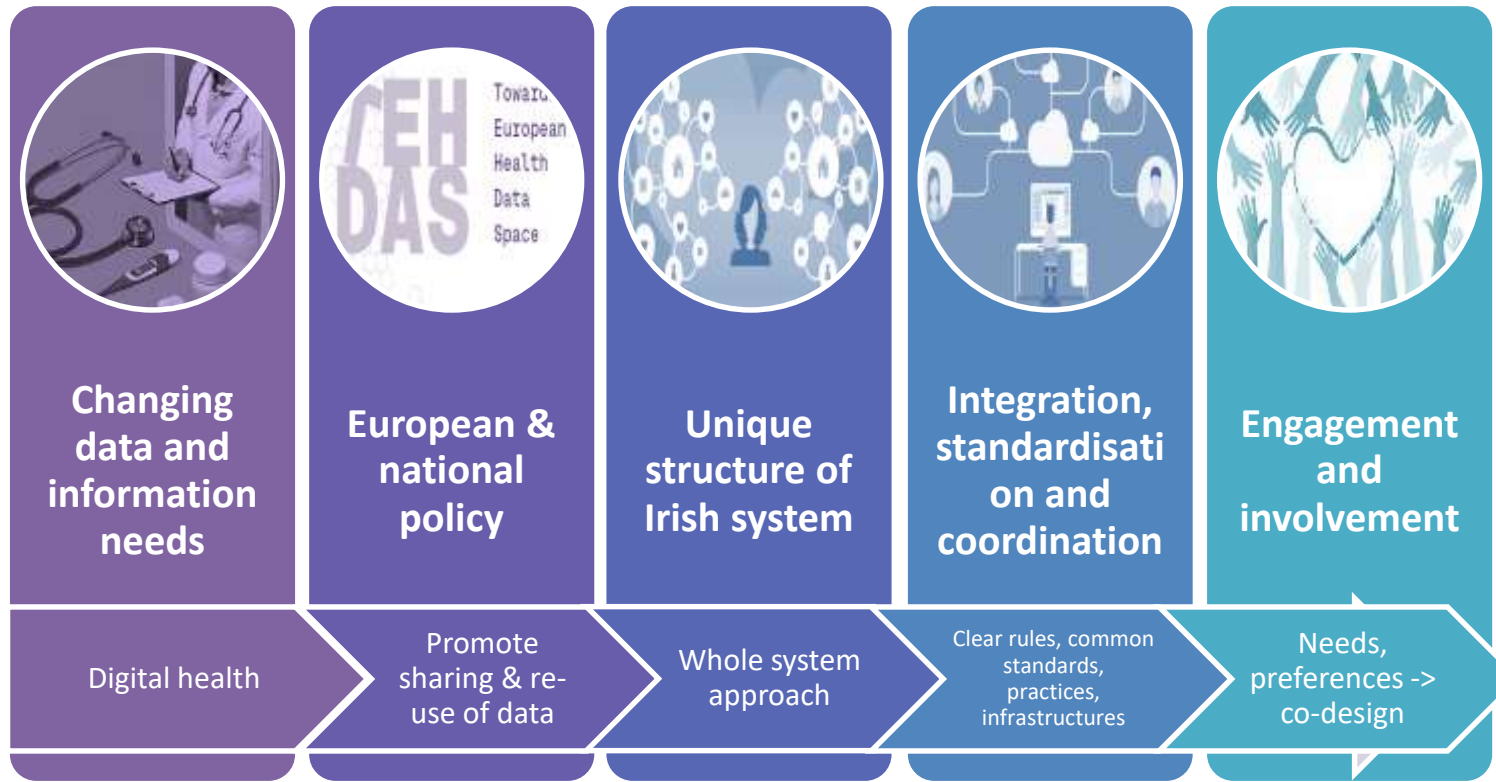 TEH
DAS
Toward
European
Health
Data
Space
Changing
data and
information
needs
European &
national
policy
Unique
structure of
Irish system
Integration,
standardisati
on and
coordination
Engagement
and
involvement
Digital health
Promote
sharing & re-
use of data
Whole system
approach
Clear rules, common
standards,
practices,
infrastructures
Needs,
preferences ->
co-design